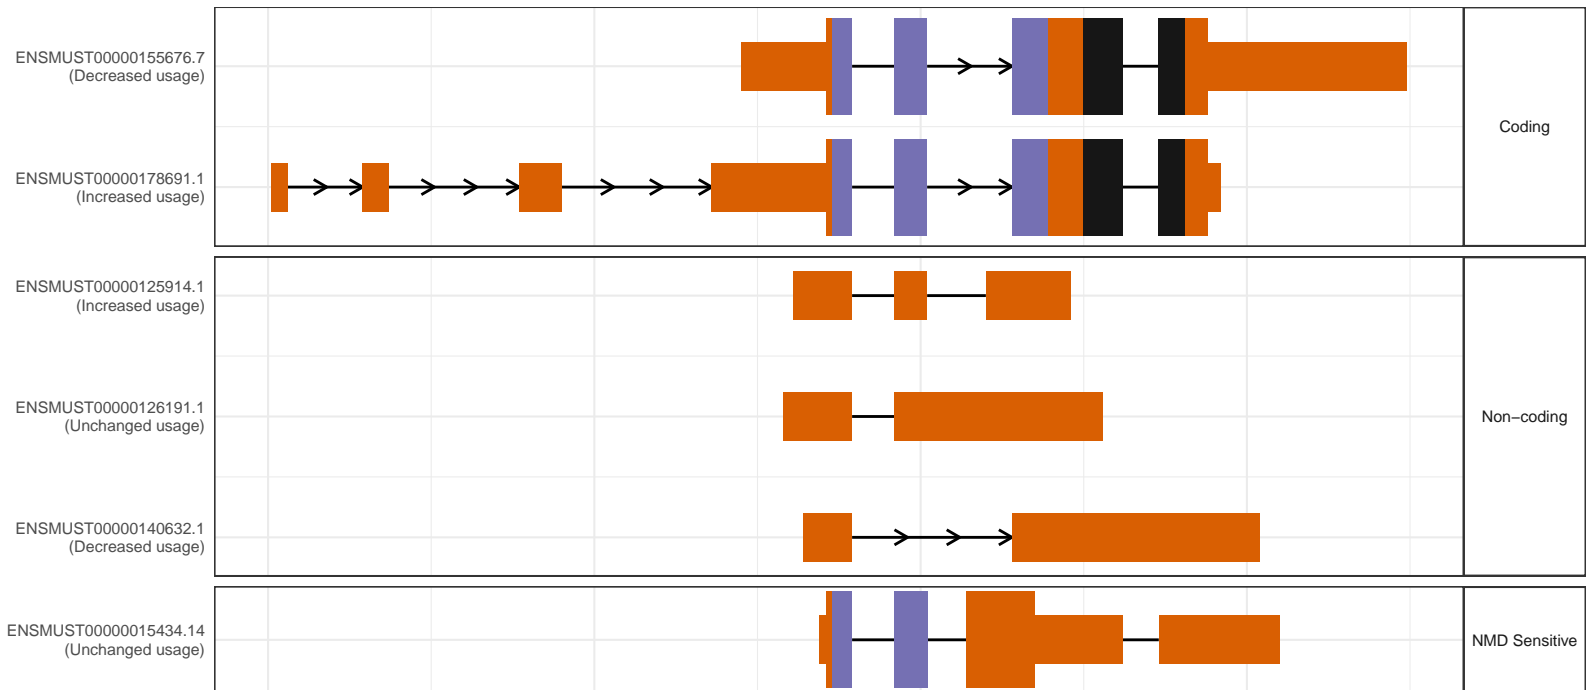 ENSMUST00000155676.7
(Decreased usage)
ENSMUST00000178691.1
(Increased usage)
Coding
ENSMUST00000125914.1
(Increased usage)
ENSMUST00000126191.1
(Unchanged usage)
ENSMUST00000140632.1
(Decreased usage)
Non−coding
ENSMUST00000015434.14
(Unchanged usage)
NMD Sensitive